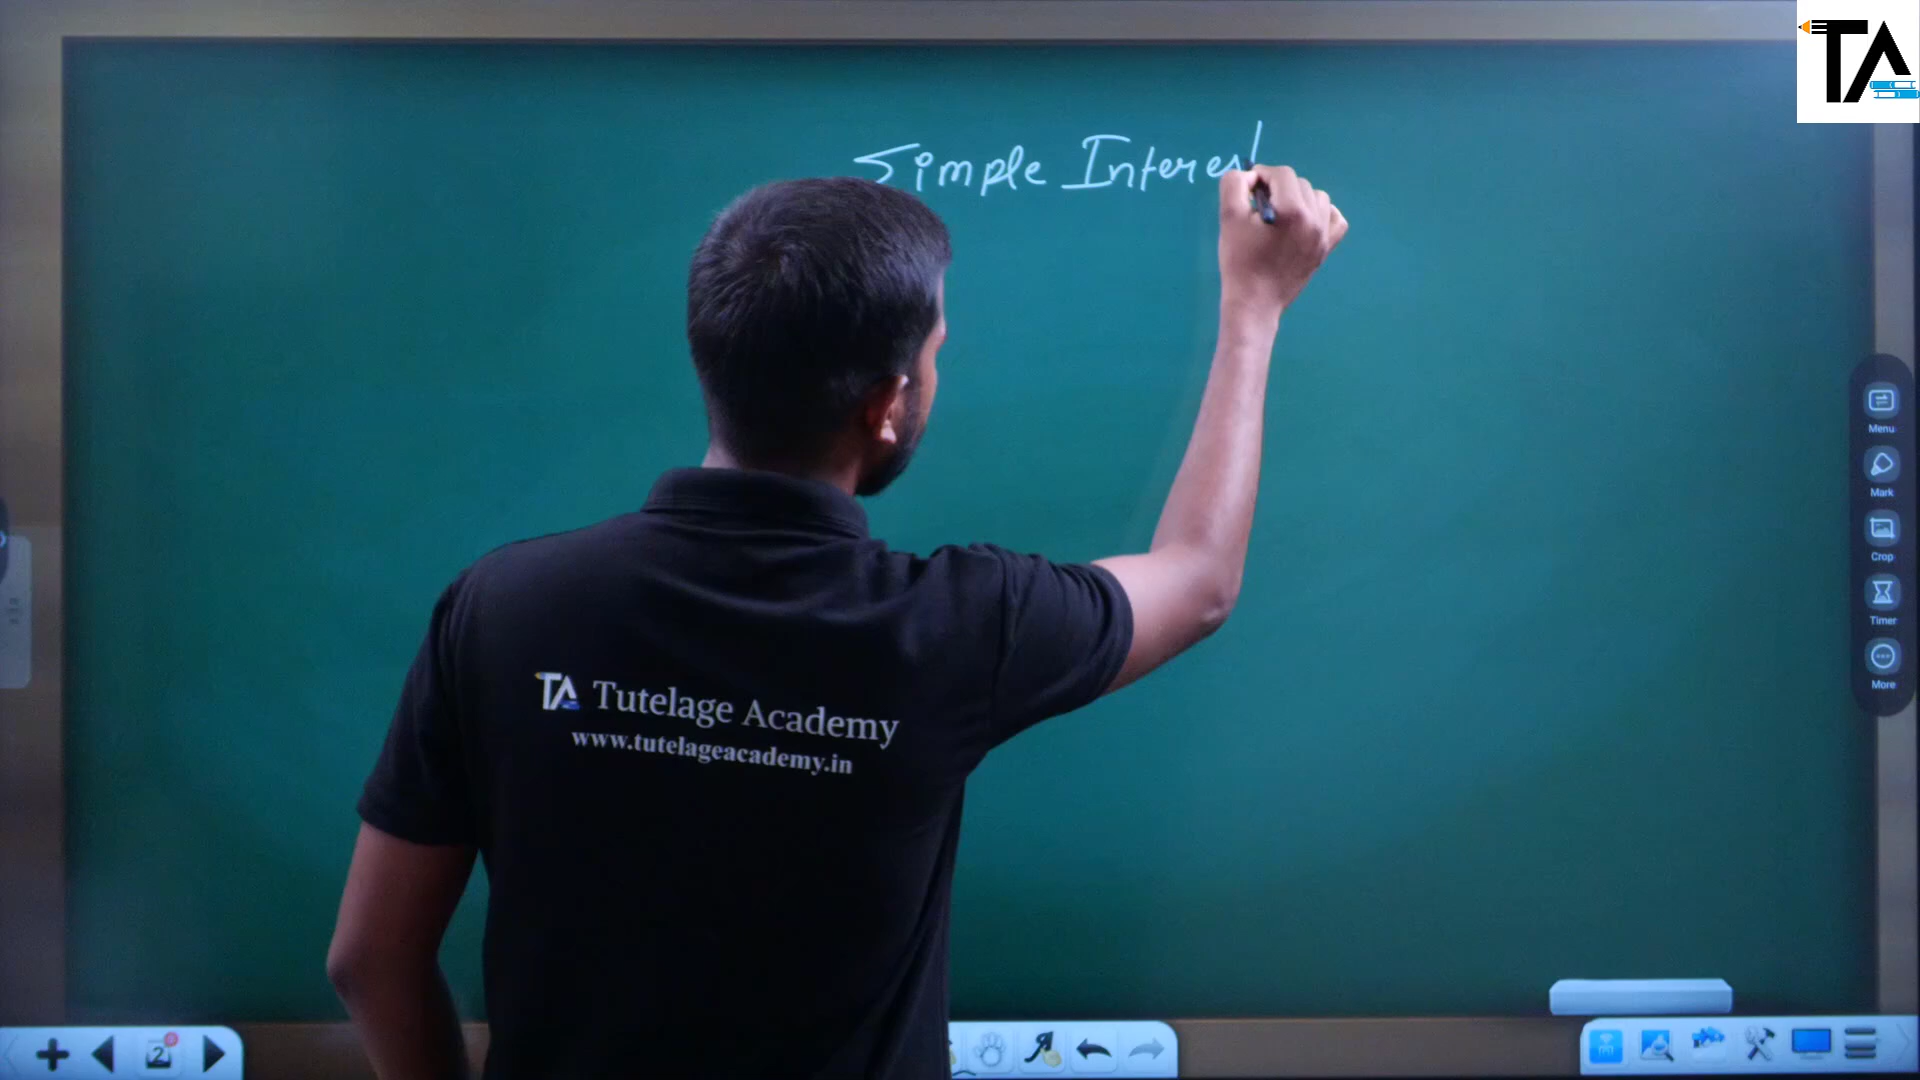 TA
Simple Interest
Menu
Mark
Crop
Timer
More
TA Tutelage Academy
www.tutelageacademy.in
2